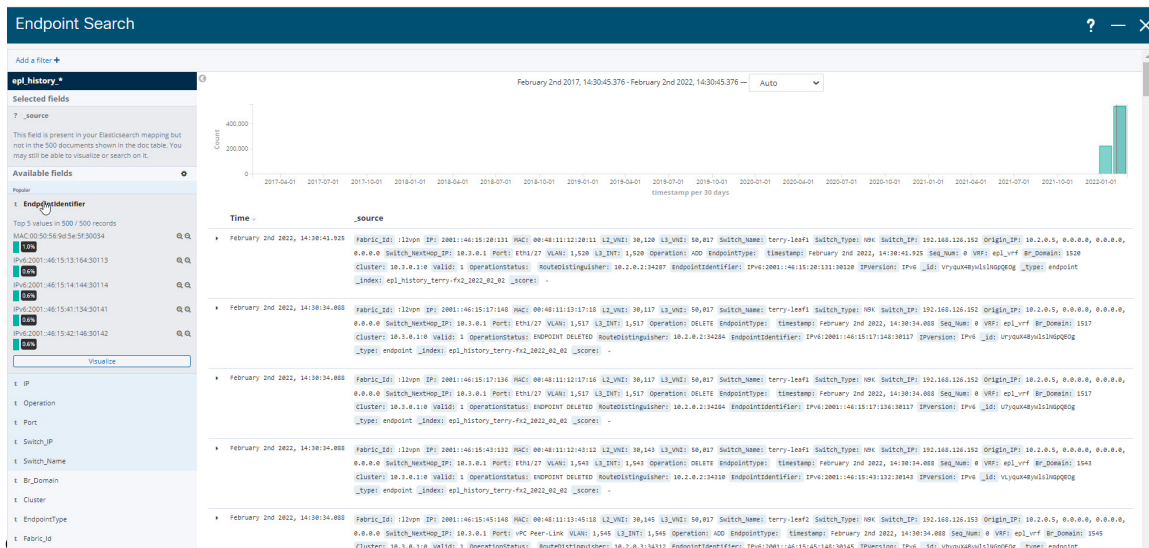 Endpoint Search
?
Add a filter +
epl_history_*
Selected fields
? _source
This field is present in your Elasticsearch mapping but
not in the 500 documents shown in the doc table. You
may still be able to visualize or search on it.
Available fields
Popular
t EndpointIdentifier
Top 5 values in 500 / 500 records
MAC:00:50:56:9d:5e:5f:30034
1.0%
IPv6:2001::46:15:13:164:30113
0.6%
IPv6:2001::46:15:14:144:30114
0.6%
IPv6:2001::46:15:41:134:30141
0.6%
IPv6:2001::46:15:42:146:30142
0.6%
Visualize
t IP
t Operation
t Port
t Switch_IP
t Switch_Name
t Br_Domain
t Cluster
t EndpointType
t Fabric_Id
February 2nd 2017, 14:30:45.376 - February 2nd 2022, 14:30:45.376 — Auto
Count
400,000
200,000
0
2017-04-01 2017-07-01 2017-10-01 2018-01-01 2018-04-01 2018-07-01 2018-10-01 2019-01-01 2019-04-01 2019-07-01 2019-10-01 2020-01-01 2020-04-01 2020-07-01 2020-10-01 2021-01-01 2021-04-01 2021-07-01 2021-10-01 2022-01-01
timestamp per 30 days
Time _source
February 2nd 2022, 14:30:41.925 Fabric_Id: :l2vpn IP: 2001::46:15:20:131 MAC: 00:48:11:12:20:11 L2_VNI: 30,120 L3_VNI: 50,017 Switch_Name: terry-leaf1 Switch_Type: N9K Switch_IP: 192.168.126.152 Origin_IP: 10.2.0.5, 0.0.0.0, 0.0.0.0,
0.0.0.0 Switch_NextHop_IP: 10.3.0.1 Port: Eth1/27 VLAN: 1,520 L3_INT: 1,520 Operation: ADD EndpointType: timestamp: February 2nd 2022, 14:30:41.925 Seq_Num: 0 VRF: epl_vrf Br_Domain: 1520
Cluster: 10.3.0.1:0 Valid: 1 OperationStatus: RouteDistinguisher: 10.2.0.2:34287 EndpointIdentifier: IPv6:2001::46:15:20:131:30120 IPVersion: IPv6 _id: _type: endpoint
_index: epl_history_terry-fx2_2022_02_02 _score: -
February 2nd 2022, 14:30:34.088 Fabric_Id: :l2vpn IP: 2001::46:15:17:148 MAC: 00:48:11:13:17:18 L2_VNI: 30,117 L3_VNI: 50,017 Switch_Name: terry-leaf1 Switch_Type: N9K Switch_IP: 192.168.126.152 Origin_IP: 10.2.0.5, 0.0.0.0, 0.0.0.0,
0.0.0.0 Switch_NextHop_IP: 10.3.0.1 Port: Eth1/27 VLAN: 1,517 L3_INT: 1,517 Operation: DELETE EndpointType: timestamp: February 2nd 2022, 14:30:34.088 Seq_Num: 0 VRF: epl_vrf Br_Domain: 1517
Cluster: 10.3.0.1:0 Valid: 1 OperationStatus: ENDPOINT DELETED RouteDistinguisher: 10.2.0.2:34284 EndpointIdentifier: IPv6:2001::46:15:17:148:30117 IPVersion: IPv6 _id:
_type: endpoint _index: epl_history_terry-fx2_2022_02_02 _score: -
February 2nd 2022, 14:30:34.088 Fabric_Id: :l2vpn IP: 2001::46:15:17:136 MAC: 00:48:11:12:17:16 L2_VNI: 30,117 L3_VNI: 50,017 Switch_Name: terry-leaf1 Switch_Type: N9K Switch_IP: 192.168.126.152 Origin_IP: 10.2.0.5, 0.0.0.0, 0.0.0.0,
0.0.0.0 Switch_NextHop_IP: 10.3.0.1 Port: Eth1/27 VLAN: 1,517 L3_INT: 1,517 Operation: DELETE EndpointType: timestamp: February 2nd 2022, 14:30:34.088 Seq_Num: 0 VRF: epl_vrf Br_Domain: 1517
Cluster: 10.3.0.1:0 Valid: 1 OperationStatus: ENDPOINT DELETED RouteDistinguisher: 10.2.0.2:34284 EndpointIdentifier: IPv6:2001::46:15:17:136:30117 IPVersion: IPv6 _id:
_type: endpoint _index: epl_history_terry-fx2_2022_02_02 _score: -
February 2nd 2022, 14:30:34.088 Fabric_Id: :l2vpn IP: 2001::46:15:43:132 MAC: 00:48:11:12:43:12 L2_VNI: 30,143 L3_VNI: 50,017 Switch_Name: terry-leaf1 Switch_Type: N9K Switch_IP: 192.168.126.152 Origin_IP: 10.2.0.5, 0.0.0.0, 0.0.0.0,
0.0.0.0 Switch_NextHop_IP: 10.3.0.1 Port: Eth1/27 VLAN: 1,543 L3_INT: 1,543 Operation: DELETE EndpointType: timestamp: February 2nd 2022, 14:30:34.088 Seq_Num: 0 VRF: epl_vrf Br_Domain: 1543
Cluster: 10.3.0.1:0 Valid: 1 OperationStatus: ENDPOINT DELETED RouteDistinguisher: 10.2.0.2:34310 EndpointIdentifier: IPv6:2001::46:15:43:132:30143 IPVersion: IPv6 _id:
_type: endpoint _index: epl_history_terry-fx2_2022_02_02 _score: -
February 2nd 2022, 14:30:34.088 Fabric_Id: :l2vpn IP: 2001::46:15:45:148 MAC: 00:48:11:13:45:18 L2_VNI: 30,145 L3_VNI: 50,017 Switch_Name: terry-leaf2 Switch_Type: N9K Switch_IP: 192.168.126.153 Origin_IP: 10.2.0.5, 0.0.0.0, 0.0.0.0,
0.0.0.0 Switch_NextHop_IP: 10.3.0.1 Port: vPC Peer-Link VLAN: 1,545 L3_INT: 1,545 Operation: ADD EndpointType: timestamp: February 2nd 2022, 14:30:34.088 Seq_Num: 0 VRF: epl_vrf Br_Domain: 1545
Cluster: 10.3.0.1:0 Valid: 1 OperationStatus: RouteDistinguisher: 10.2.0.3:34312 EndpointIdentifier: IPv6:2001::46:15:45:148:30145 IPVersion: IPv6 _id: _type: endpoint